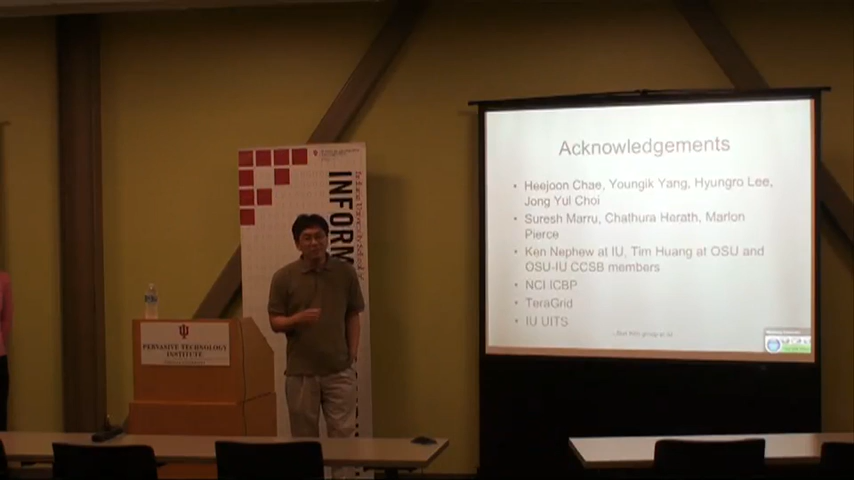 Acknowledgements
• Heejoon Chae, Youngik Yang, Hyungro Lee,
Jong Yul Choi
• Suresh Marru, Chathura Herath, Marlon
Pierce
• Ken Nephew at IU, Tim Huang at OSU and
OSU-IU CCSB members
• NCI ICBP
• TeraGrid
• IU UITS
INFORM
PERVASIVE TECHNOLOGY
INSTITUTE